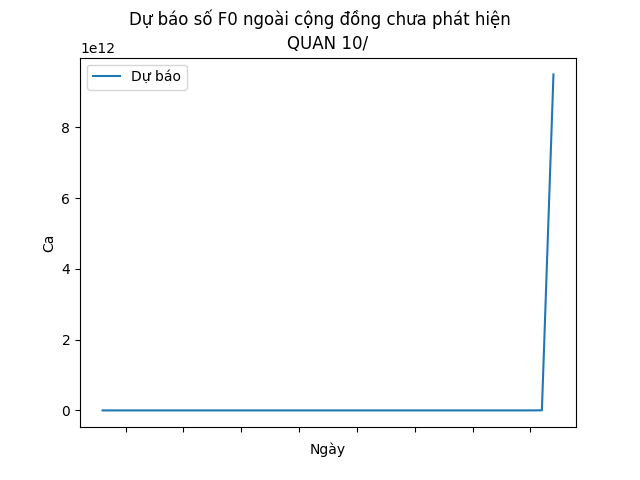 Dự báo số F0 ngoài cộng đồng chưa phát hiện
QUAN 10/
1e12
Dự báo
8
6
4
2
0
Ca
Ngày